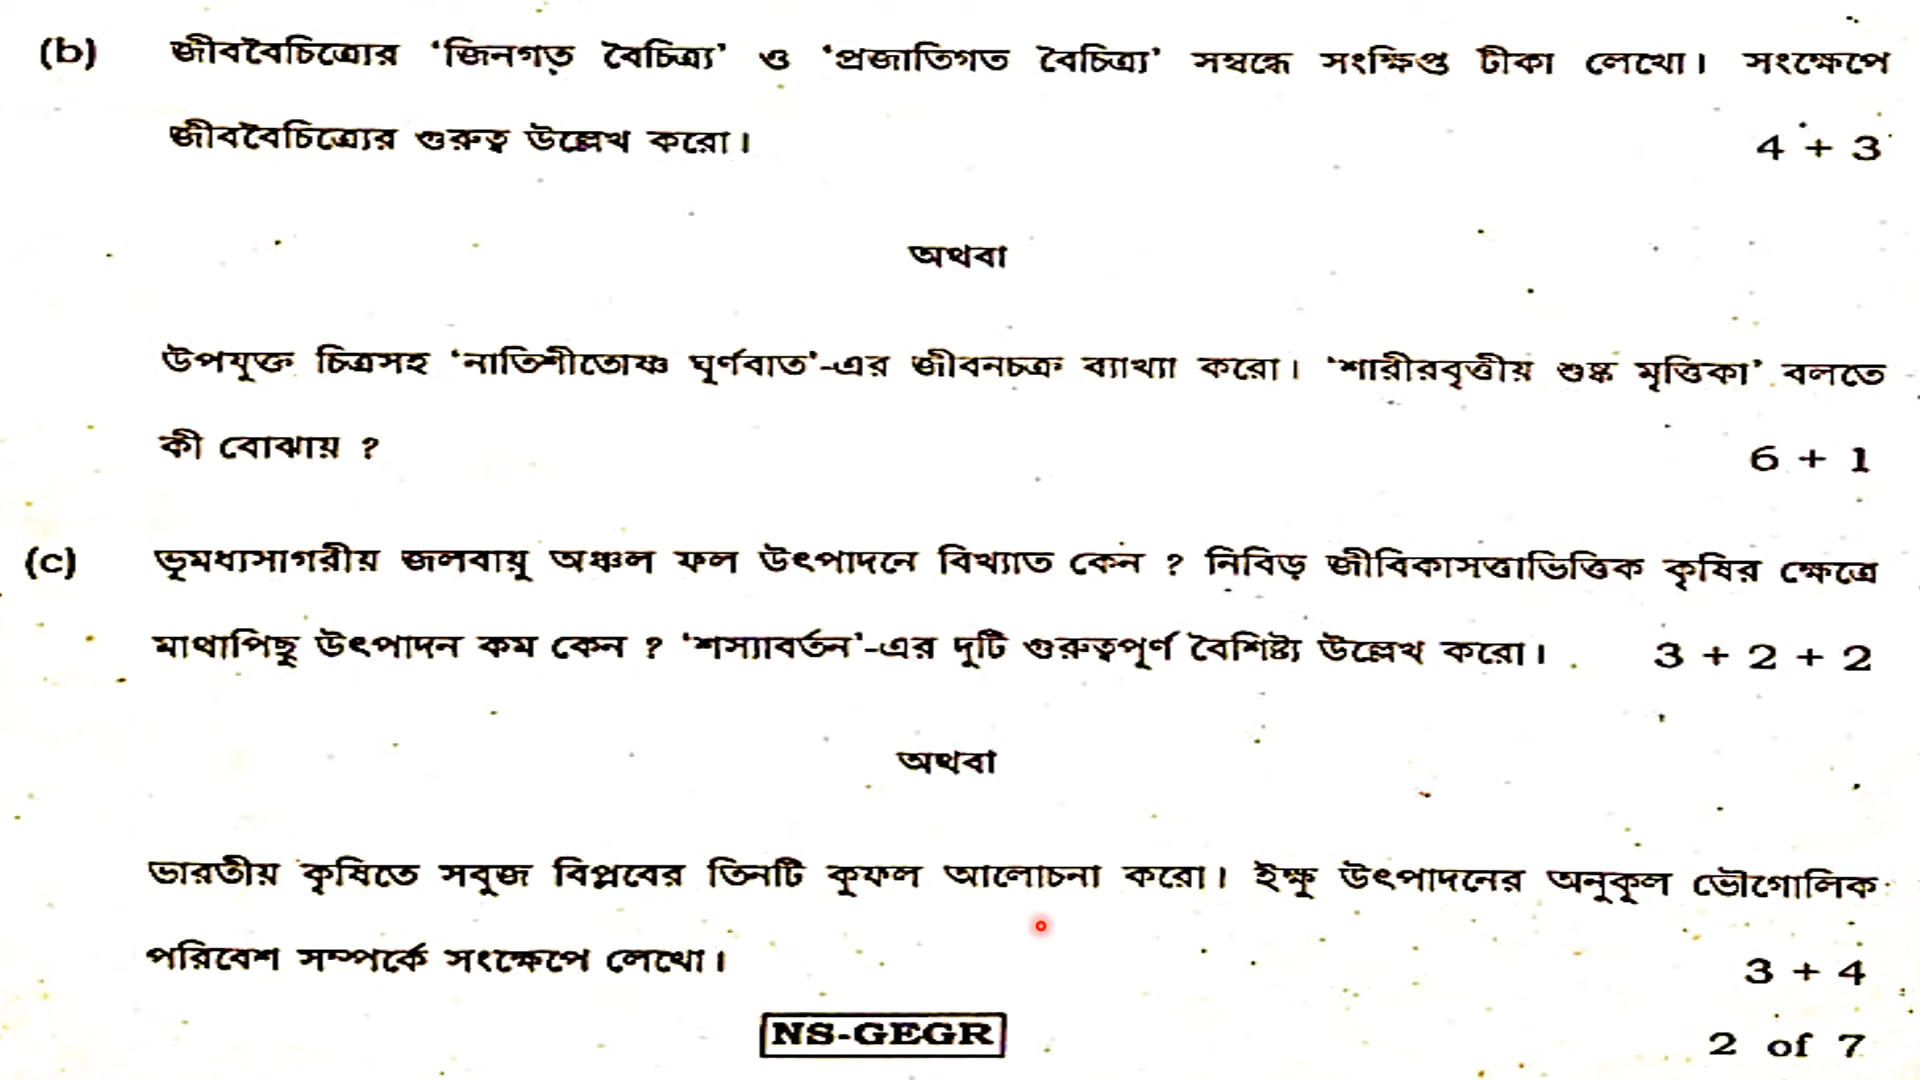 (b) জীববৈচিত্র্যের ‘জিনগত বৈচিত্র্য’ ও ‘প্রজাতিগত বৈচিত্র্য’ সম্বন্ধে সংক্ষিপ্ত টীকা লেখো। সংক্ষেপে
জীববৈচিত্র্যের গুরুত্ব উল্লেখ করো। 4 + 3
অথবা
উপযুক্ত চিত্রসহ ‘নাতিশীতোষ্ণ ঘূর্ণবাত’-এর জীবনচক্র ব্যাখ্যা করো। ‘শারীরবৃত্তীয় শুষ্ক মৃত্তিকা’ বলতে
কী বোঝায় ? 6 + 1
(c) ভূমধ্যসাগরীয় জলবায়ু অঞ্চল ফল উৎপাদনে বিখ্যাত কেন ? নিবিড় জীবিকাসত্তাভিত্তিক কৃষির ক্ষেত্রে
মাথাপিছু উৎপাদন কম কেন ? ‘শস্যাবর্তন’-এর দুটি গুরুত্বপূর্ণ বৈশিষ্ট্য উল্লেখ করো। 3 + 2 + 2
অথবা
ভারতীয় কৃষিতে সবুজ বিপ্লবের তিনটি কুফল আলোচনা করো। ইক্ষু উৎপাদনের অনুকূল ভৌগোলিক
পরিবেশ সম্পর্কে সংক্ষেপে লেখো। 3 + 4
NS-GEGR
2 of 7